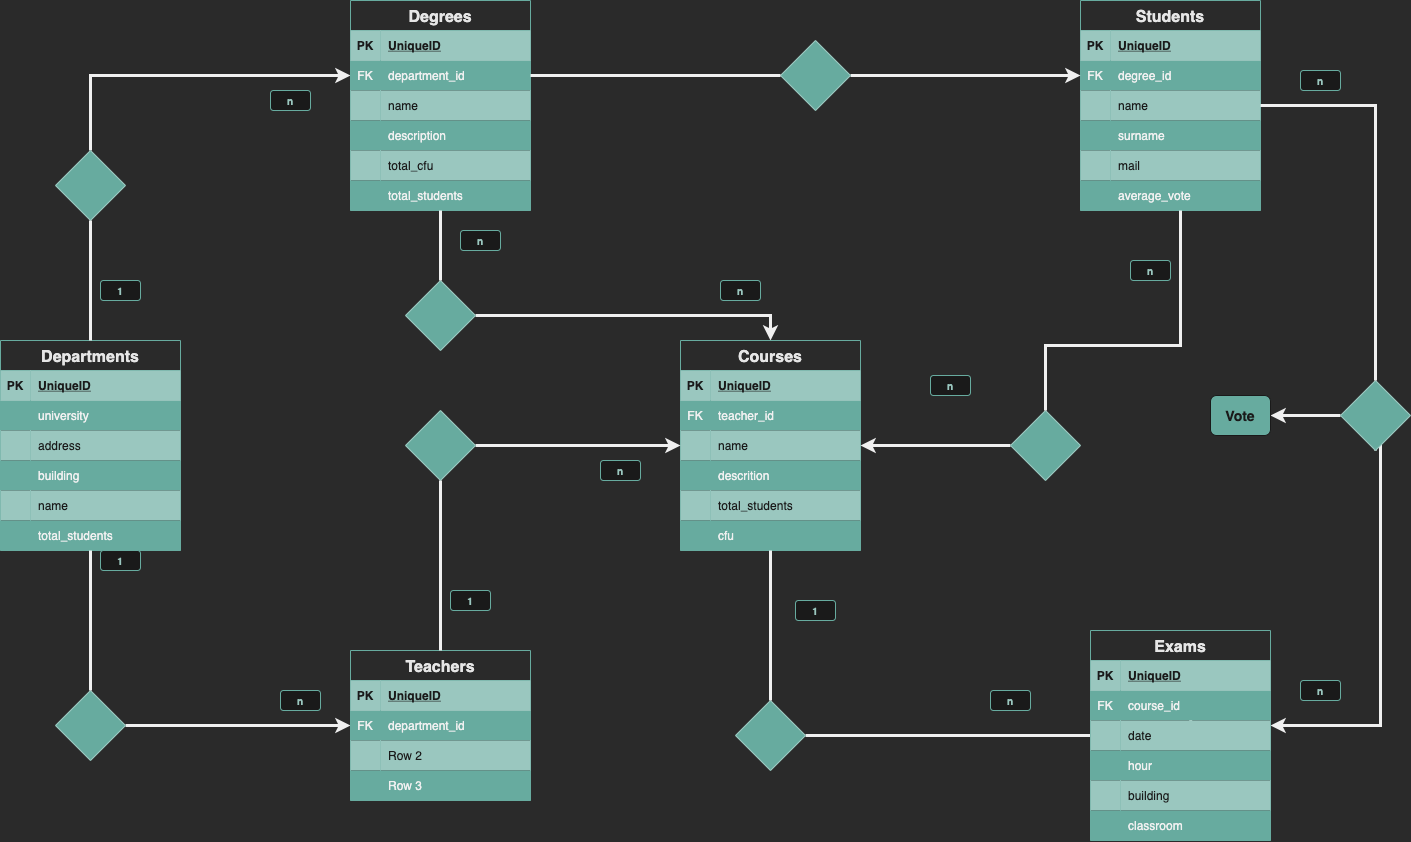 Degrees
PK UniqueID
FK department_id
name
description
total_cfu
total_students
Students
PK UniqueID
FK degree_id
name
surname
mail
average_vote
n
n
n
n
n
1
Departments
PK UniqueID
university
address
building
name
total_students
1
Courses
PK UniqueID
FK teacher_id
name
descrition
total_students
cfu
n
Vote
n
1
1
Teachers
PK UniqueID
FK department_id
Row 2
Row 3
n
n
n
Exams
PK UniqueID
FK course_id
date
hour
building
classroom